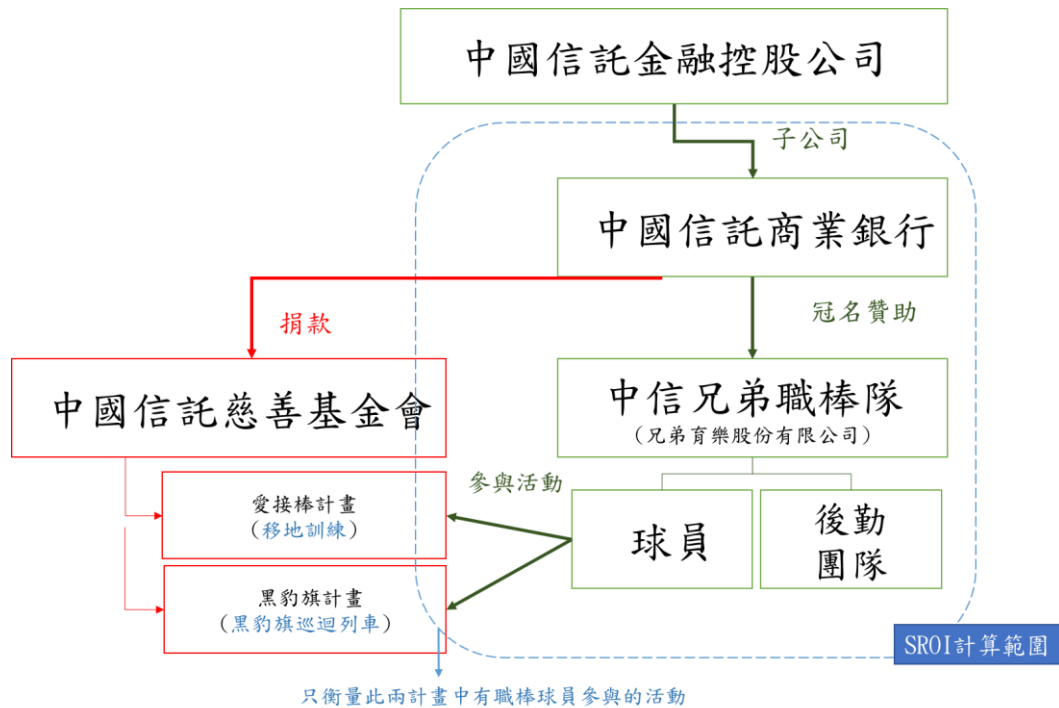 中國信託金融控股公司
子公司
中國信託商業銀行
捐款
冠名贊助
中國信託慈善基金會
中信兄弟職棒隊
（兄弟育樂股份有限公司）
愛接棒計畫
（移地訓練）
參與活動
球員
後勤
團隊
黑豹旗計畫
（黑豹旗巡迴列車）
SROI計算範圍
只衡量此兩計畫中有職棒球員參與的活動